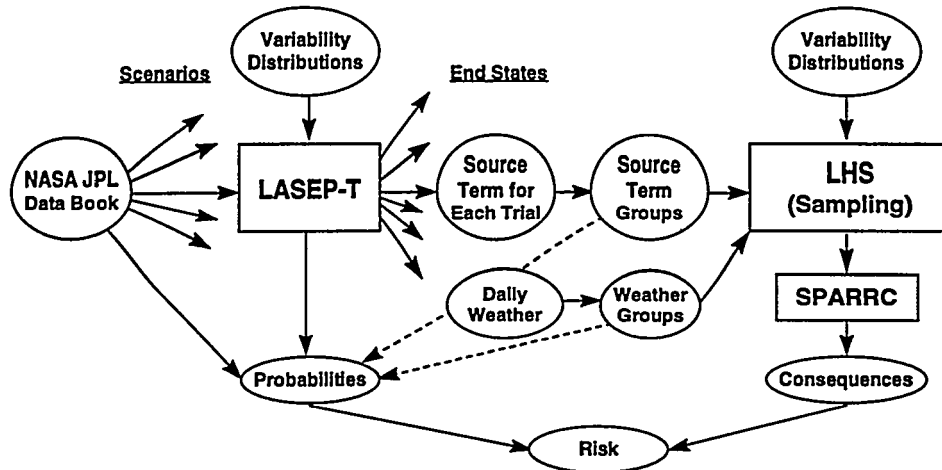 Variability
Distributions
Variability
Distributions
Scenarios
End States
NASA JPL
Data Book
LASEP-T
Source
Term for
Each Trial
Source
Term
Groups
LHS
(Sampling)
Daily
Weather
Weather
Groups
SPARRC
Probabilities
Consequences
Risk